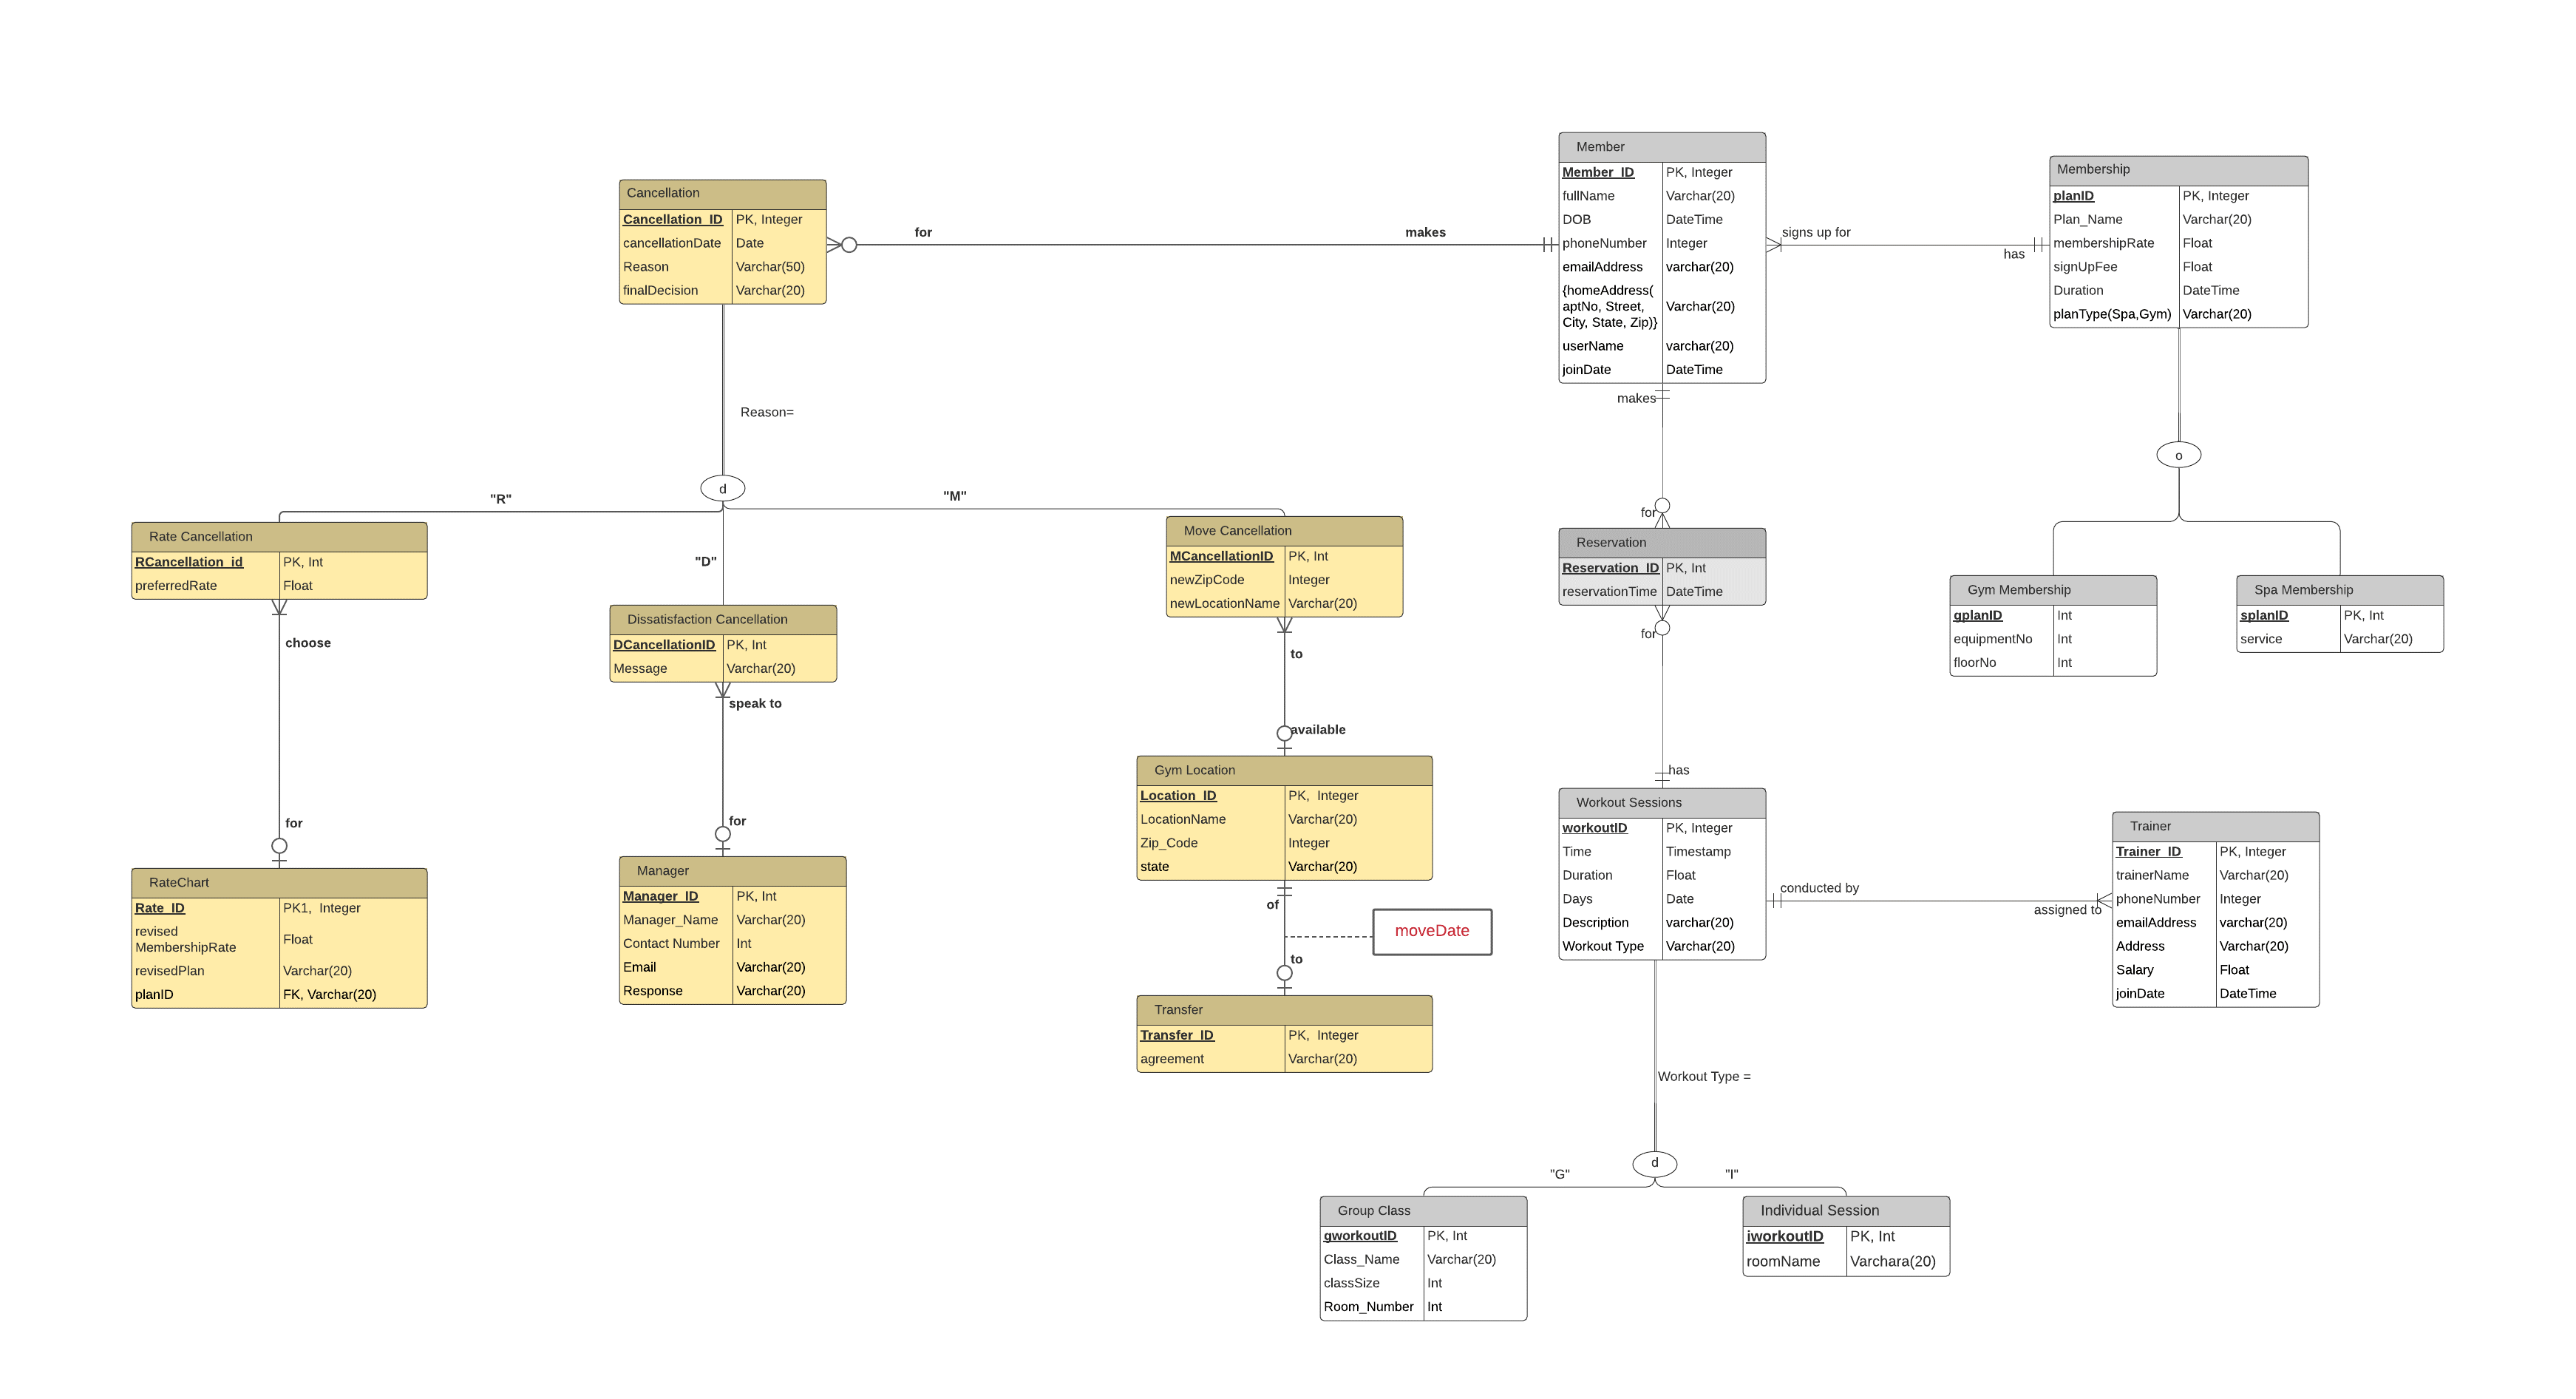 Cancellation
Cancellation_ID PK, Integer
cancellationDate Date
Reason Varchar(50)
finalDecision Varchar(20)
for
makes
Member
Member_ID PK, Integer
fullName Varchar(20)
DOB DateTime
phoneNumber Integer
emailAddress varchar(20)
{homeAddress(
aptNo, Street, Varchar(20)
City, State, Zip)}
userName varchar(20)
joinDate DateTime
signs up for
has
Membership
planID PK, Integer
Plan_Name Varchar(20)
membershipRate Float
signUpFee Float
Duration DateTime
planType(Spa,Gym) Varchar(20)
Reason=
d
"R"
"D"
"M"
makes
for
o
Rate Cancellation
RCancellation_id PK, Int
preferredRate Float
choose
for
Dissatisfaction Cancellation
DCancellationID PK, Int
Message Varchar(20)
speak to
for
Move Cancellation
MCancellationID PK, Int
newZipCode Integer
newLocationName Varchar(20)
to
available
Reservation
Reservation_ID PK, Int
reservationTime DateTime
for
has
Gym Membership
gplanID Int
equipmentNo Int
floorNo Int
Spa Membership
splanID PK, Int
service Varchar(20)
RateChart
Rate_ID PK1, Integer
revised
MembershipRate Float
revisedPlan Varchar(20)
planID FK, Varchar(20)
Manager
Manager_ID PK, Int
Manager_Name Varchar(20)
Contact Number Int
Email Varchar(20)
Response Varchar(20)
Gym Location
Location_ID PK, Integer
LocationName Varchar(20)
Zip_Code Integer
state Varchar(20)
of
moveDate
to
Transfer
Transfer_ID PK, Integer
agreement Varchar(20)
Workout Sessions
workoutID PK, Integer
Time Timestamp
Duration Float
Days Date
Description varchar(20)
Workout Type Varchar(20)
conducted by
assigned to
Trainer
Trainer_ID PK, Integer
trainerName Varchar(20)
phoneNumber Integer
emailAddress varchar(20)
Address Varchar(20)
Salary Float
joinDate DateTime
Workout Type =
d
"G"
"I"
Group Class
gworkoutID PK, Int
Class_Name Varchar(20)
classSize Int
Room_Number Int
Individual Session
iworkoutID PK, Int
roomName Varchara(20)